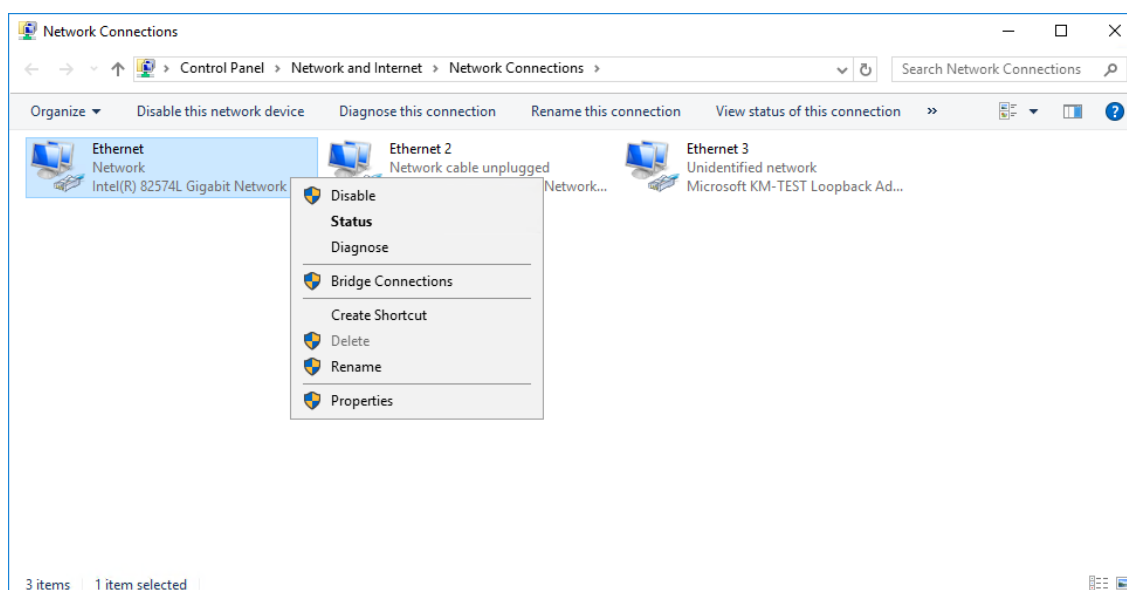 Network Connections
Control Panel > Network and Internet > Network Connections >
Search Network Connections
Organize Disable this network device Diagnose this connection Rename this connection View status of this connection »
Ethernet
Network
Intel(R) 82574L Gigabit Network
Ethernet 2
Network cable unplugged
Network...
Ethernet 3
Unidentified network
Microsoft KM-TEST Loopback Ad...
Disable
Status
Diagnose
Bridge Connections
Create Shortcut
Delete
Rename
Properties
3 items 1 item selected